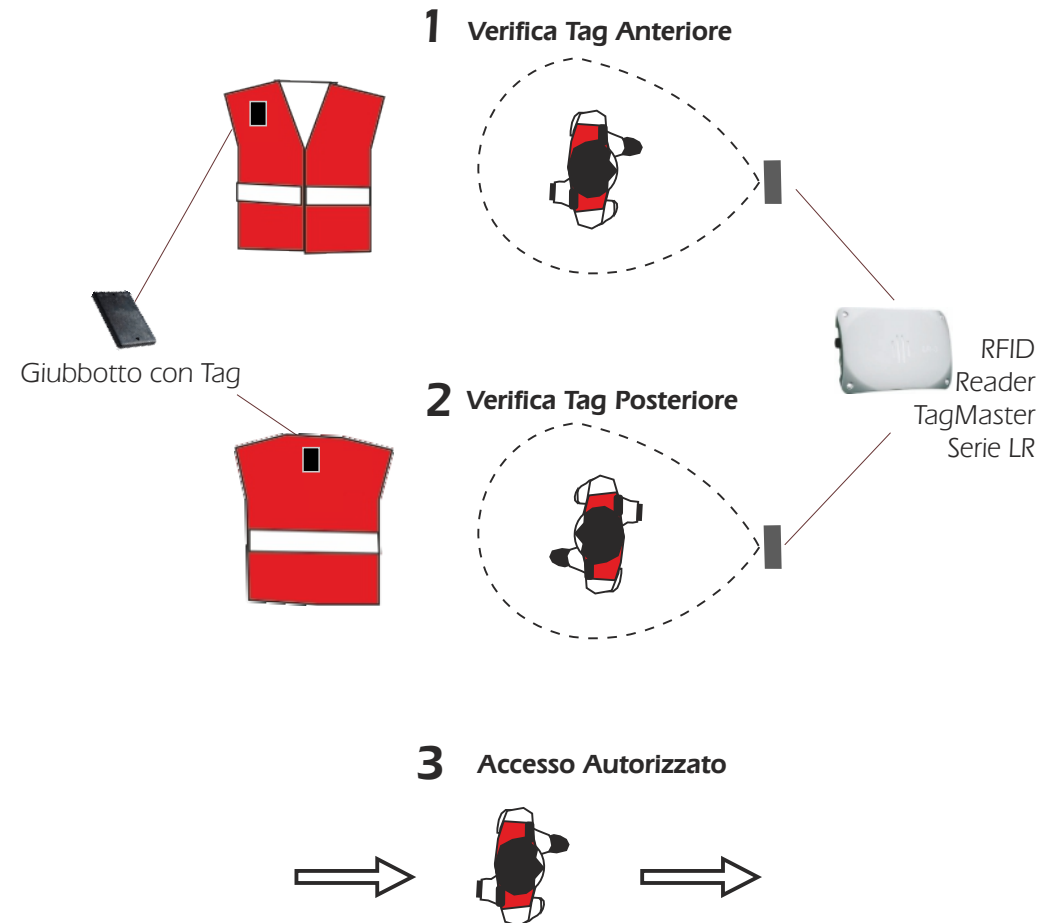 1 Verifica Tag Anteriore
Giubbotto con Tag
RFID
Reader
TagMaster
Serie LR
2 Verifica Tag Posteriore
3 Accesso Autorizzato